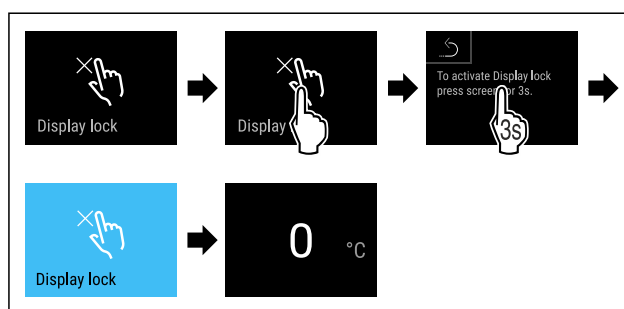 Display lock
Display
To activate Display lock
press screen for 3s.
3s
Display lock
0 °C